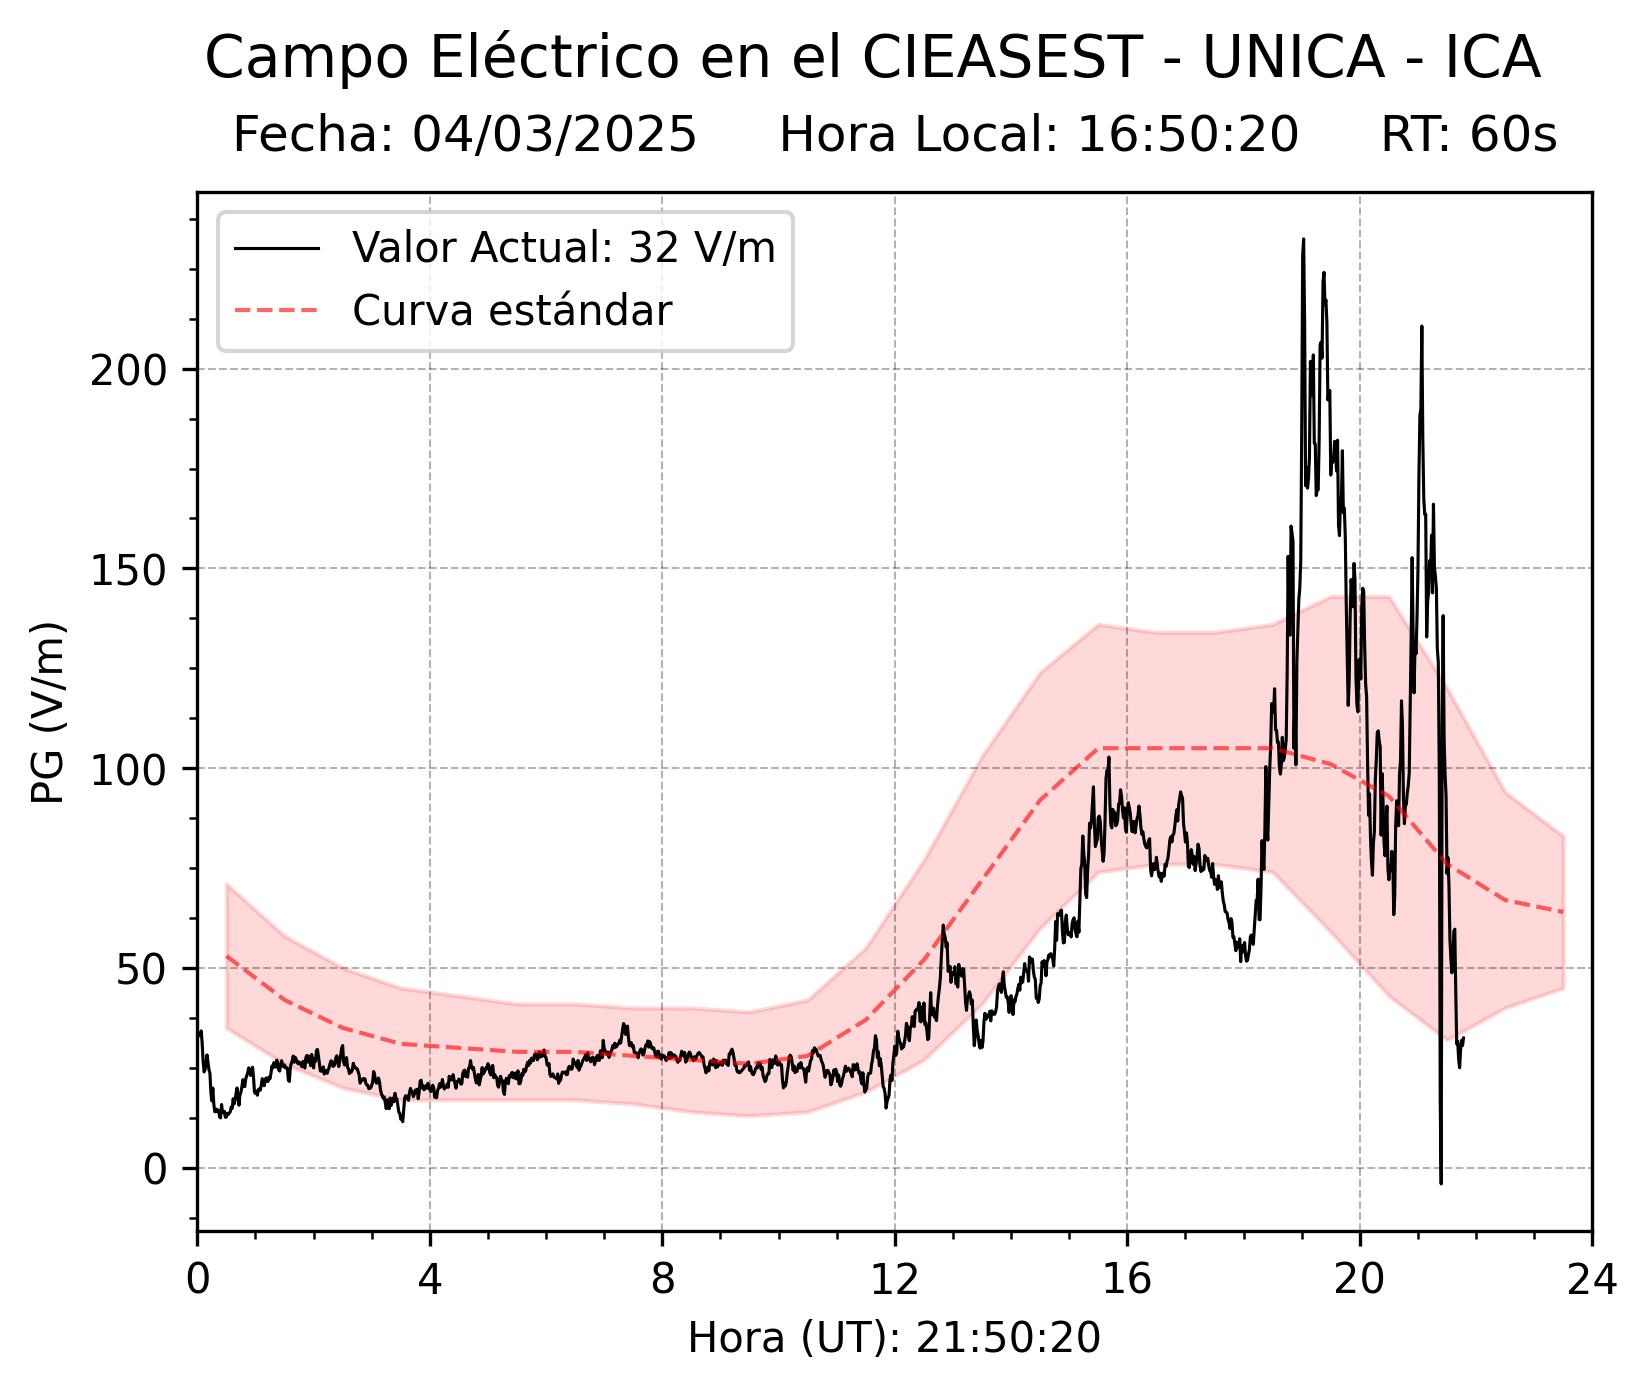 Campo Eléctrico en el CIEASEST - UNICA - ICA
Fecha: 04/03/2025 Hora Local: 16:50:20 RT: 60s
Valor Actual: 32 V/m
Curva estándar
PG (V/m)
200
150
100
50
0
0 4 8 12 16 20 24
Hora (UT): 21:50:20